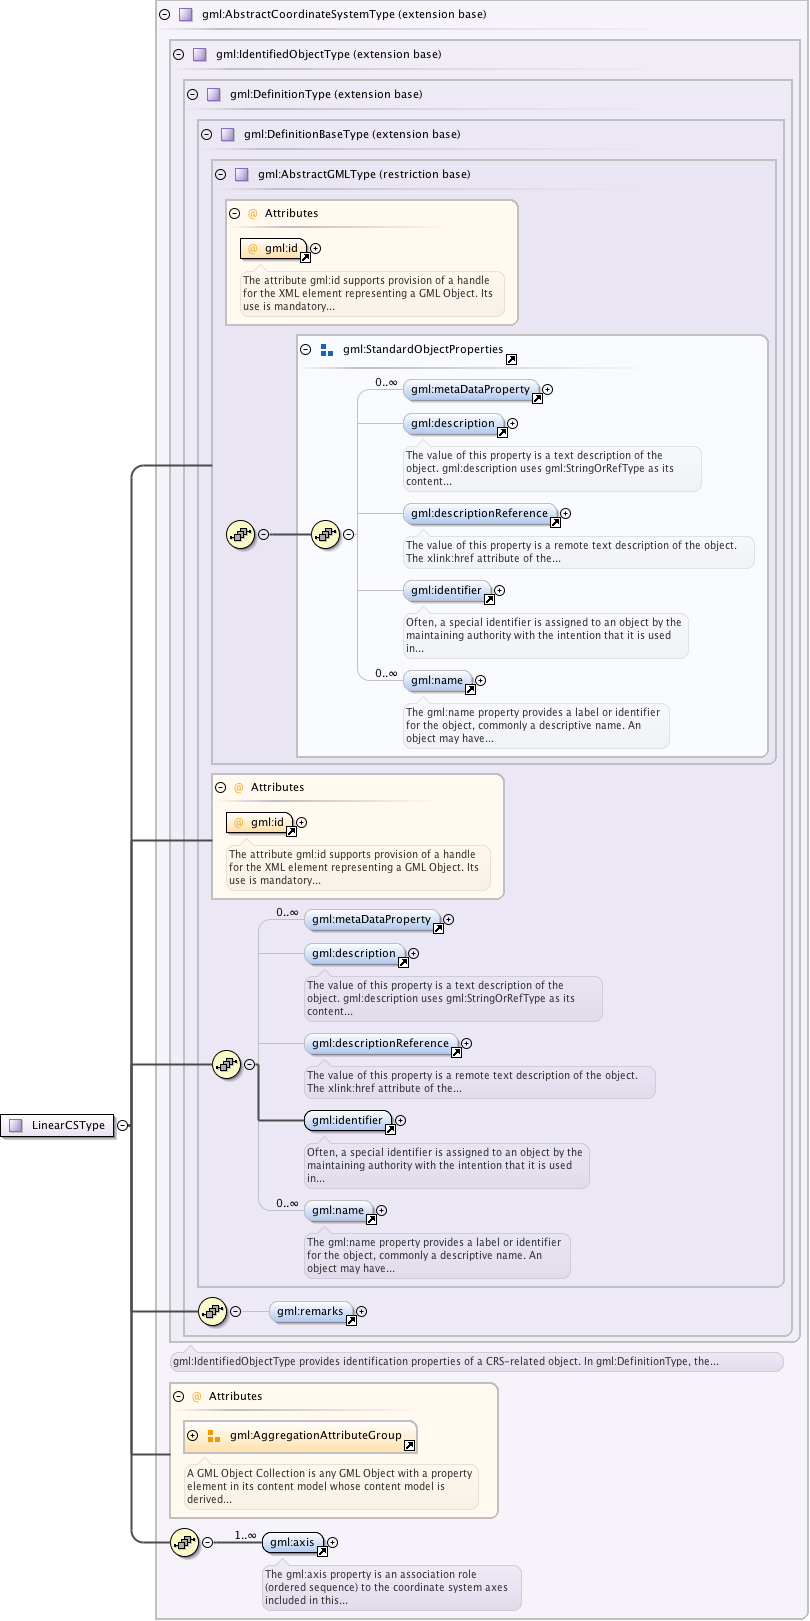 gml:AbstractCoordinateSystemType (extension base)
gml:IdentifiedObjectType (extension base)
gml:DefinitionType (extension base)
gml:DefinitionBaseType (extension base)
gml:AbstractGMLType (restriction base)
@ Attributes
@ gml:id
The attribute gml:id supports provision of a handle
for the XML element representing a GML Object. Its
use is mandatory...
gml:StandardObjectProperties
0..∞
gml:metaDataProperty
gml:description
The value of this property is a text description of the
object. gml:description uses gml:StringOrRefType as its
content...
gml:descriptionReference
The value of this property is a remote text description of the object.
The xlink:href attribute of the...
gml:identifier
Often, a special identifier is assigned to an object by the
maintaining authority with the intention that it is used
in...
0..∞
gml:name
The gml:name property provides a label or identifier
for the object, commonly a descriptive name. An
object may have...
@ Attributes
@ gml:id
The attribute gml:id supports provision of a handle
for the XML element representing a GML Object. Its
use is mandatory...
0..∞
gml:metaDataProperty
gml:description
The value of this property is a text description of the
object. gml:description uses gml:StringOrRefType as its
content...
gml:descriptionReference
The value of this property is a remote text description of the object.
The xlink:href attribute of the...
gml:identifier
LinearCSType
Often, a special identifier is assigned to an object by the
maintaining authority with the intention that it is used
in...
0..∞
gml:name
The gml:name property provides a label or identifier
for the object, commonly a descriptive name. An
object may have...
gml:remarks
gml:IdentifiedObjectType provides identification properties of a CRS-related object. In gml:DefinitionType, the...
@ Attributes
gml:AggregationAttributeGroup
A GML Object Collection is any GML Object with a property
element in its content model whose content model is
derived...
1..∞
gml:axis
The gml:axis property is an association role
(ordered sequence) to the coordinate system axes
included in this...